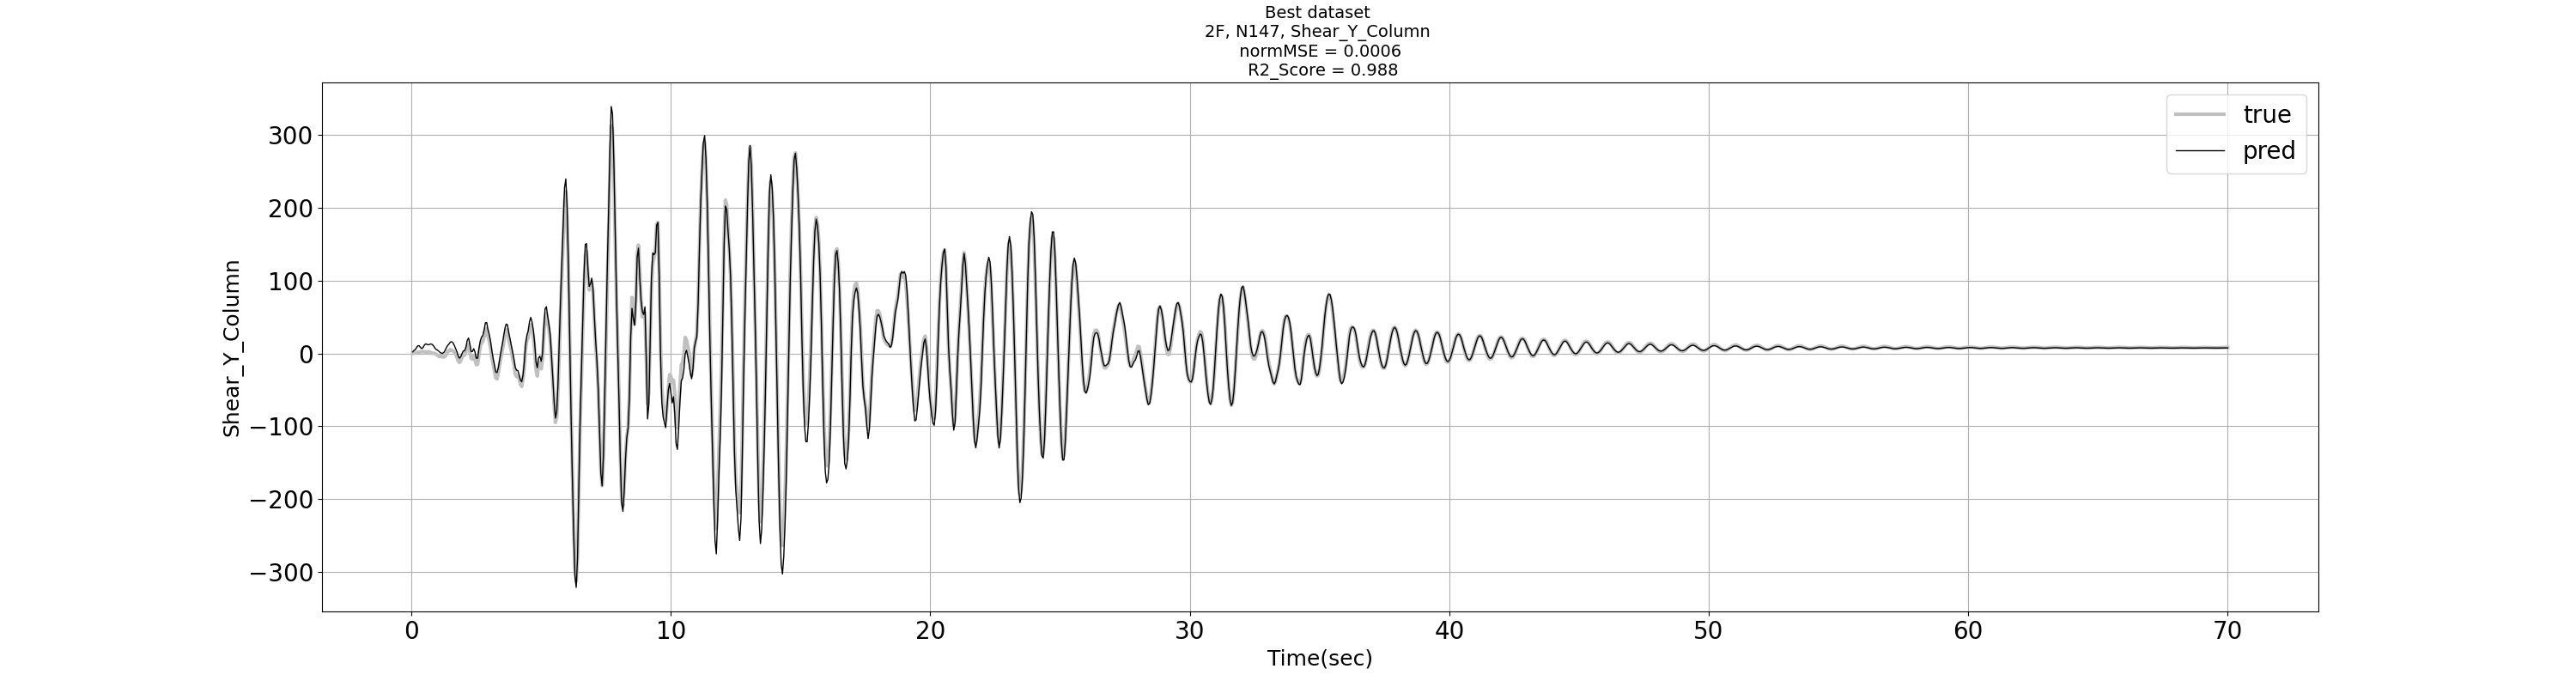 Best dataset
2F, N147, Shear_Y_Column
normMSE = 0.0006
R2_Score = 0.988
true
pred
300
200
100
0
−100
−200
−300
Shear_Y_Column
0 10 20 30 40 50 60 70
Time(sec)